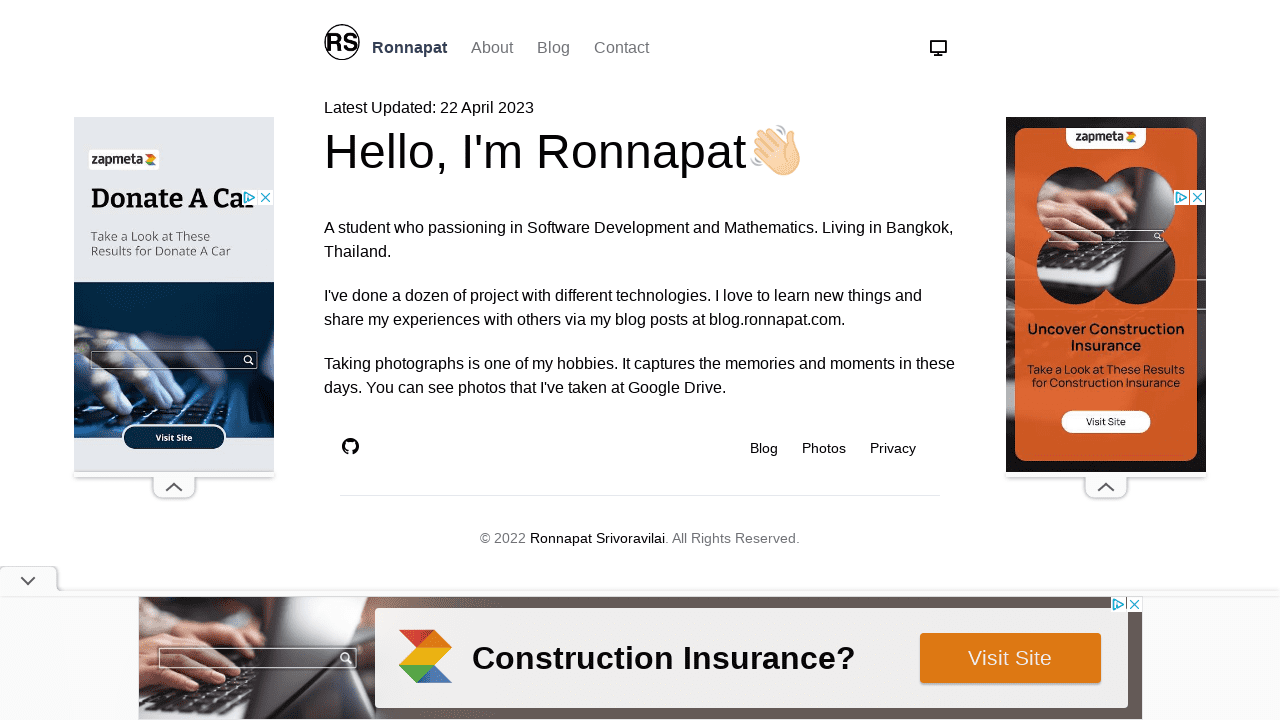 RS Ronnapat About Blog Contact
Latest Updated: 22 April 2023
Hello, I'm Ronnapat
A student who passioning in Software Development and Mathematics. Living in Bangkok,
Thailand.
I've done a dozen of project with different technologies. I love to learn new things and
share my experiences with others via my blog posts at blog.ronnapat.com.
Taking photographs is one of my hobbies. It captures the memories and moments in these
days. You can see photos that I've taken at Google Drive.
Blog Photos Privacy
© 2022 Ronnapat Srivoravilai. All Rights Reserved.
zapmeta
Donate A Car
Take a Look at These
Results for Donate A Car
Visit Site
zapmeta
Uncover Construction
Insurance
Take a Look at These Results
for Construction Insurance
Visit Site
Construction Insurance?
Visit Site